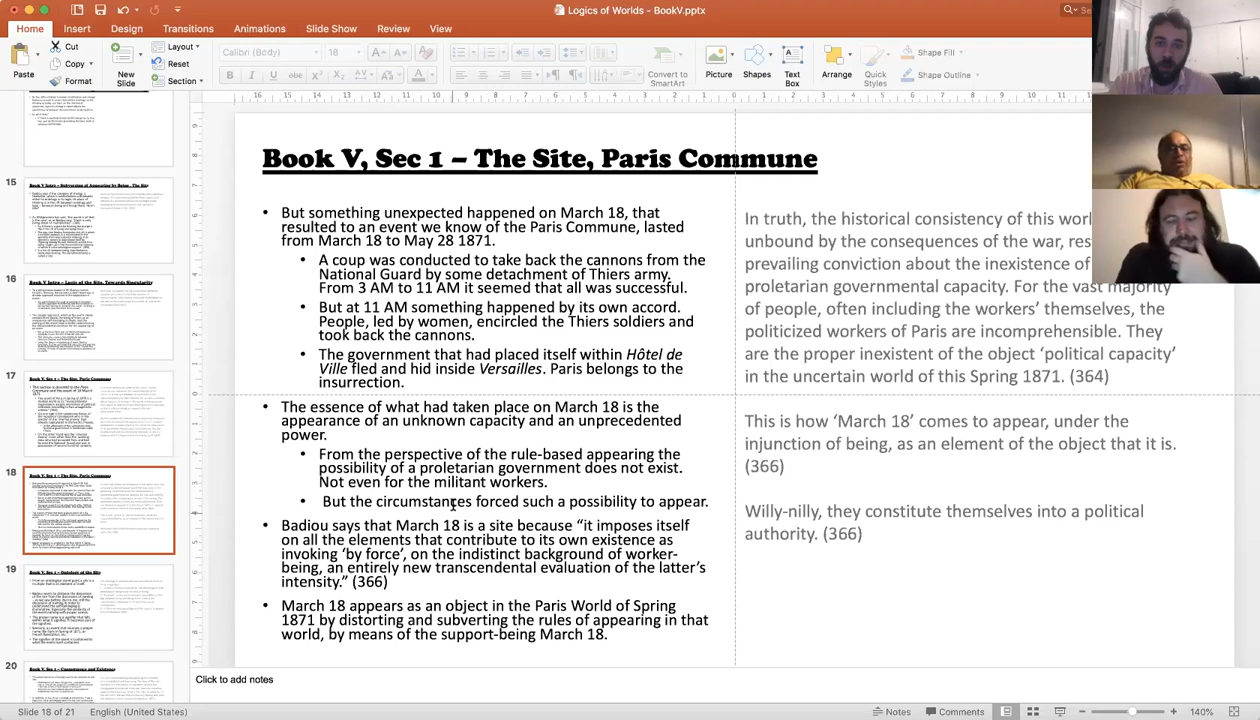 Logics of Worlds - BookV.pptx
Home Insert Design Transitions Animations Slide Show Review View
Cut
Copy
Format
Paste
New
Slide
Layout
Reset
Section
Calibri (Body) 18
Convert to
SmartArt
Picture
Shapes
Text
Box
Arrange
Quick
Styles
Shape Fill
Shape Outline
15
16
17
18
19
20
Book V, Sec 1 – The Site, Paris Commune
• But something unexpected happened on March 18, that
resulted to an event we know of the Paris Commune, lasted
from March 18 to May 28 1871.
• A coup was conducted to take back the cannons from the
National Guard by some detachment of Thiers army.
From 3 AM to 11 AM it seemed tha all was successful.
• But at 11 AM something happened by its own accord.
People, led by women, encircled the Thiers soldiers and
took back the cannons.
• The government that had placed itself within Hôtel de
Ville fled and hid inside Versailles. Paris belongs to the
insurrection.
• The essence of what had taken place on March 18 is the
appearance of an unknown capacity and an unprecedented
power.
• From the perspective of the rule-based appearing the
possibility of a proletarian government does not exist.
Not even for the militant workers.
• But the circumstances forces this possibility to appear.
• Badiou says that March 18 is a site because “it imposes itself
on all the elements that contribute to its own existence as
invoking ‘by force’, on the indistinct background of worker-
being, an entirely new transcendental evaluation of the latter’s
intensity.” (366)
• March 18 appears as an object in the Paris World of Spring
1871 by distorting and subverting the rules of appearing in that
world, by means of the support-being March 18.
In truth, the historical consistency of this
unbound by the consequences of the war,
prevailing conviction about the inexistence of
proletarian governmental capacity. For the vast majority
of people, often including the workers’ themselves, the
politicized workers of Paris are incomprehensible. They
are the proper inexistent of the object ‘political capacity’
in the uncertain world of this Spring 1871. (364)
This is how ‘March 18’ comes to appear, under the
injunction of being, as an element of the object that it is.
(366)
Willy-nilly, they constitute themselves into a political
authority. (366)
Click to add notes
Slide 18 of 21 English (United States) Notes Comments 140%